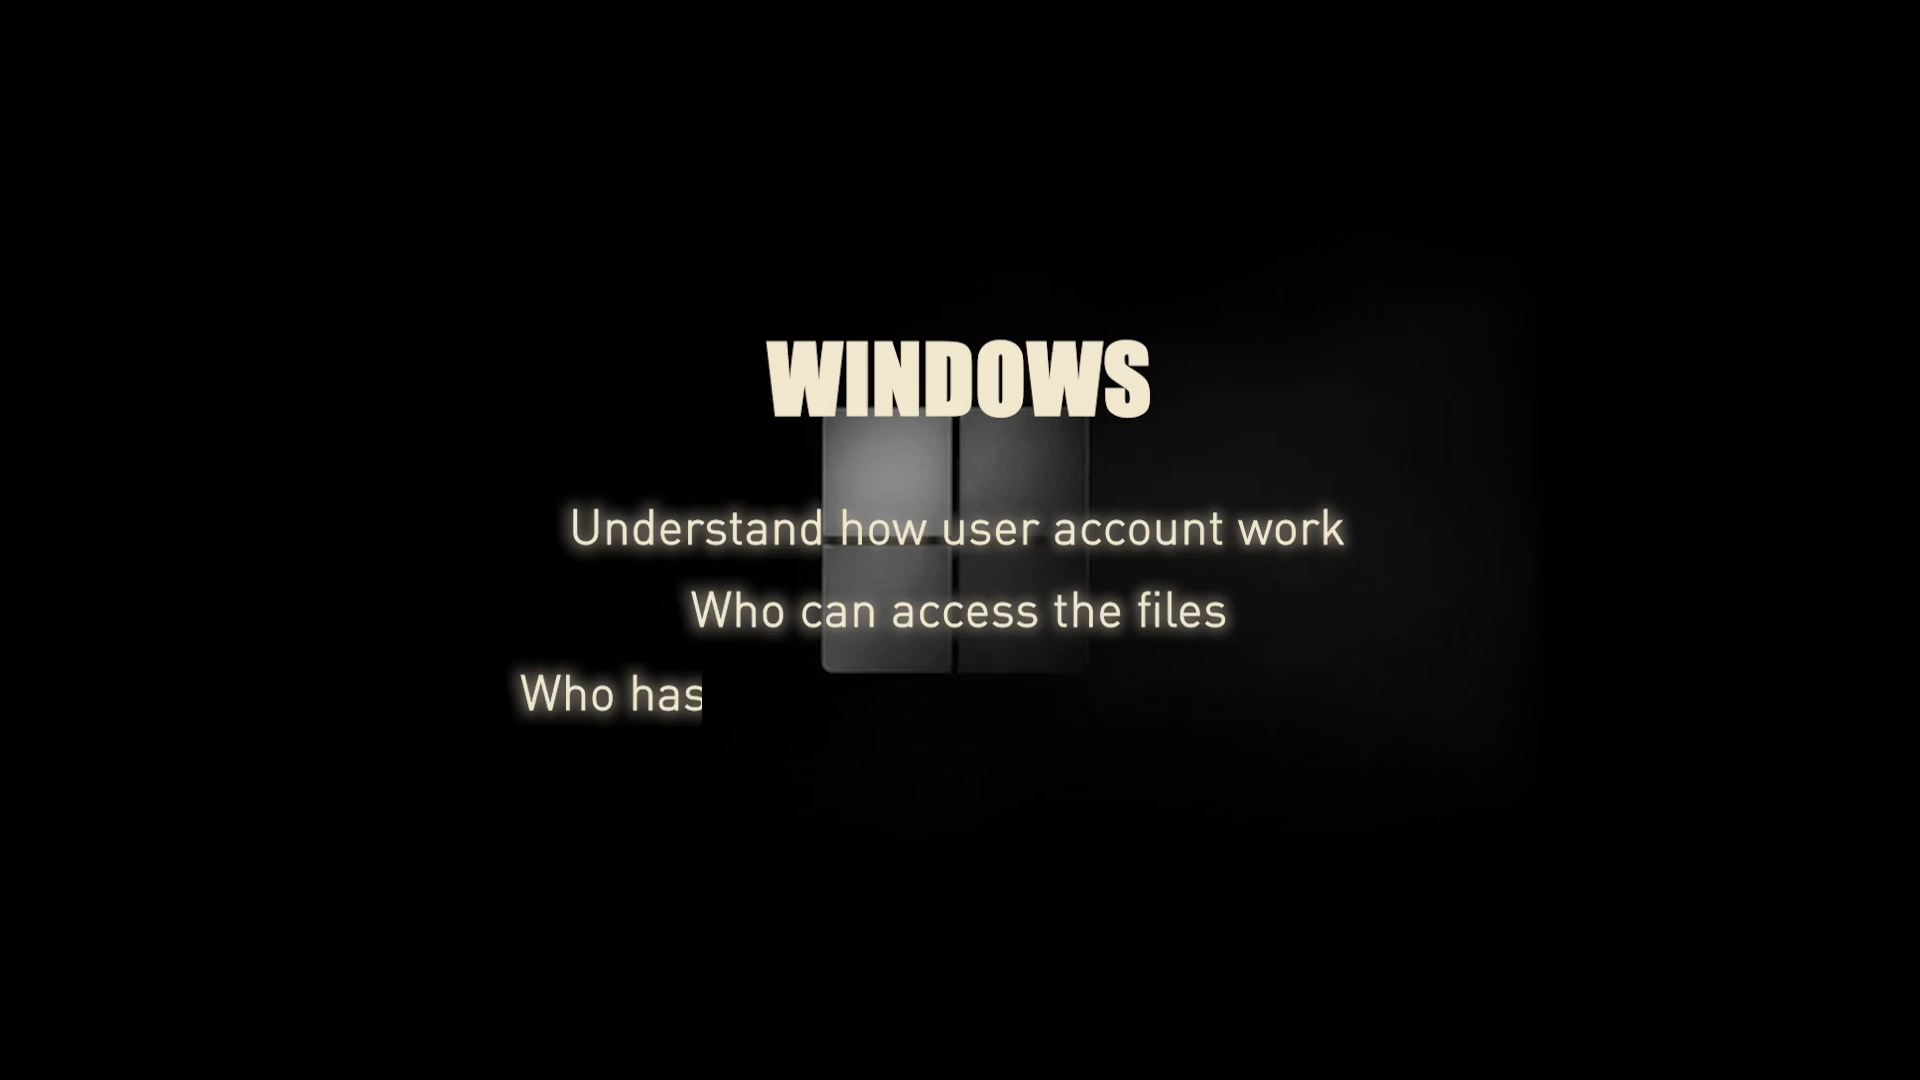 WINDOWS
Understand how user account work
Who can access the files
Who has